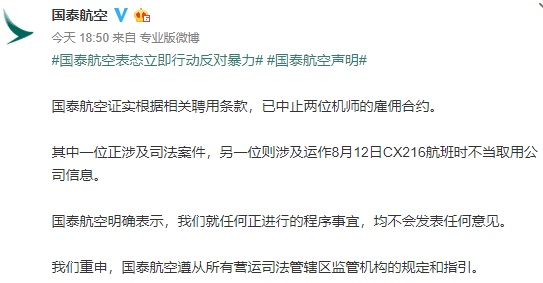 国泰航空
今天 18:50 来自 专业版微博
#国泰航空表态立即行动反对暴力# #国泰航空声明#
国泰航空证实根据相关聘用条款，已中止两位机师的雇佣合约。
其中一位正涉及司法案件，另一位则涉及运作8月12日CX216航班时不当取用公
司信息。
国泰航空明确表示，我们就任何正进行的程序事宜，均不会发表任何意见。
我们重申，国泰航空遵从所有营运司法管辖区监管机构的规定和指引。